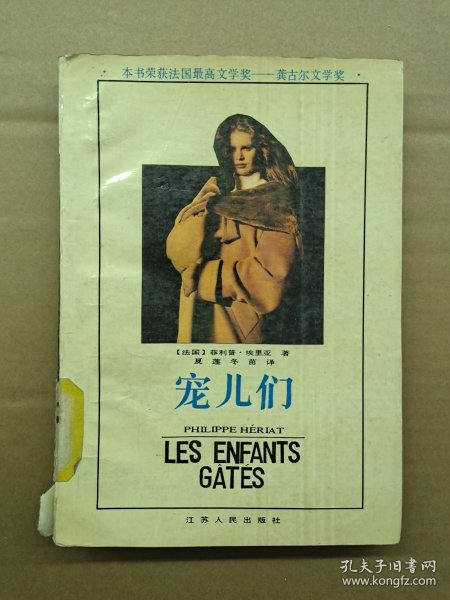 · 本书荣获法国最高文学奖——龚古尔文学奖 ·
【法国】菲利普·埃里亚 著
夏莲冬苗 译
宠儿们
PHILIPPE HÉRIAT
LES ENFANTS
GÂTÉS
江苏人民出版社
孔夫子旧书网
www.kongfz.com